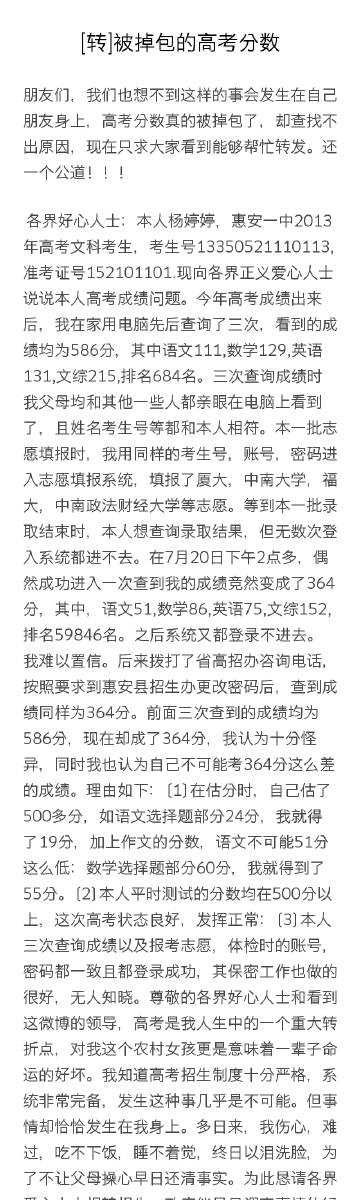 [转]被掉包的高考分数
朋友们，我们也想不到这样的事会发生在自己
朋友身上，高考分数真的被掉包了，却查找不
出原因，现在只求大家看到能够帮忙转发。还
一个公道！！！
各界好心人士：本人杨婷婷，惠安一中2013
年高考文科考生，考生号13350521110113,
准考证号152101101.现向各界正义爱心人士
说说本人高考成绩问题。今年高考成绩出来
后，我在家用电脑先后查询了三次，看到的成
绩均为586分，其中语文111,数学129,英语
131,文综215,排名684名。三次查询成绩时
我父母均和其他一些人都亲眼在电脑上看到
了，且姓名考生号等都和本人相符。本一批志
愿填报时，我用同样的考生号，账号，密码进
入志愿填报系统，填报了厦大，中南大学，福
大，中南政法财经大学等志愿。等到本一批录
取结束时，本人想查询录取结果，但无数次登
入系统都进不去。在7月20日下午2点多，偶
然成功进入一次查到我的成绩竟然变成了364
分，其中，语文51,数学86,英语75,文综152,
排名59846名。之后系统又都登录不进去。
我难以置信。后来拨打了省高招办咨询电话，
按照要求到惠安县招生办更改密码后，查到成
绩同样为364分。前面三次查到的成绩均为
586分，现在却成了364分，我认为十分怪
异，同时我也认为自己不可能考364分这么差
的成绩。理由如下：〔1〕在估分时，自己估了
500多分，如语文选择题部分24分，我就得
了19分，加上作文的分数，语文不可能51分
这么低：数学选择题部分60分，我就得到了
55分。〔2〕本人平时测试的分数均在500分以
上，这次高考状态良好，发挥正常：〔3〕本人
三次查询成绩以及报考志愿，体检时的账号，
密码都一致且都登录成功，其保密工作也做的
很好，无人知晓。尊敬的各界好心人士和看到
这微博的领导，高考是我人生中的一个重大转
折点，对我这个农村女孩更是意味着一辈子命
运的好坏。我知道高考招生制度十分严格，系
统非常完备，发生这种事几乎是不可能。但事
情却恰恰发生在我身上。多日来，我伤心，难
过，吃不下饭，睡不着觉，终日以泪洗脸，为
了不让父母操心早日还清事实。为此恳请各界